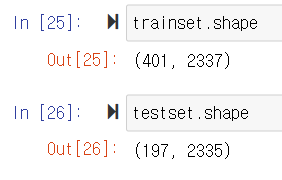 In [25]: trainset.shape
Out[25]: (401, 2337)
In [26]: testset.shape
Out[26]: (197, 2335)